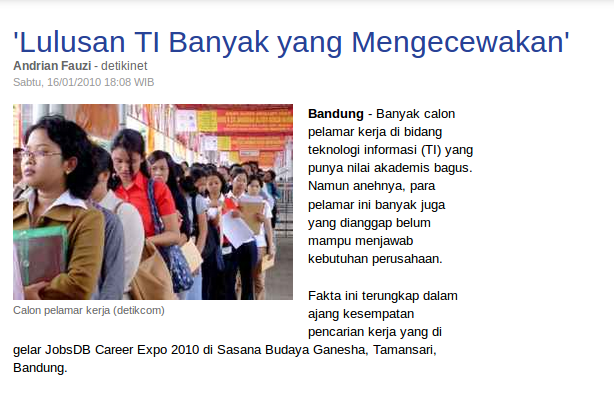 'Lulusan TI Banyak yang Mengecewakan'
Andrian Fauzi - detikinet
Sabtu, 16/01/2010 18:08 WIB
Bandung - Banyak calon
pelamar kerja di bidang
teknologi informasi (TI) yang
punya nilai akademis bagus.
Namun anehnya, para
pelamar ini banyak juga
yang dianggap belum
mampu menjawab
kebutuhan perusahaan.
Fakta ini terungkap dalam
ajang kesempatan
pencarian kerja yang di
gelar JobsDB Career Expo 2010 di Sasana Budaya Ganesha, Tamansari,
Bandung.
Calon pelamar kerja (detikcom)